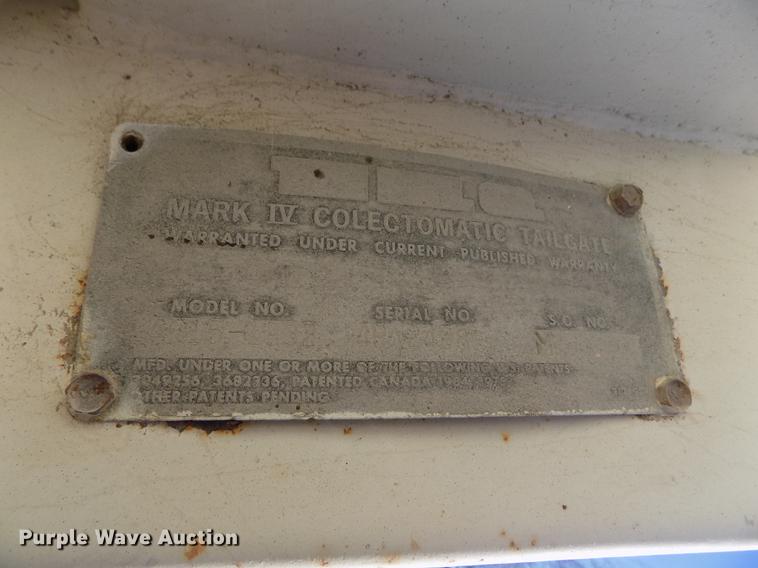 MARK IV COLECTOMATIC TAILGATE
WARRANTED UNDER CURRENT PUBLISHED WARRANTY
MODEL NO. SERIAL NO. S.O. NO.
MFD. UNDER ONE OR MORE OF THE FOLLOWING U.S. PATENTS
3682336, PATENTED CANADA
OTHER PATENTS PENDING
Purple Wave Auction